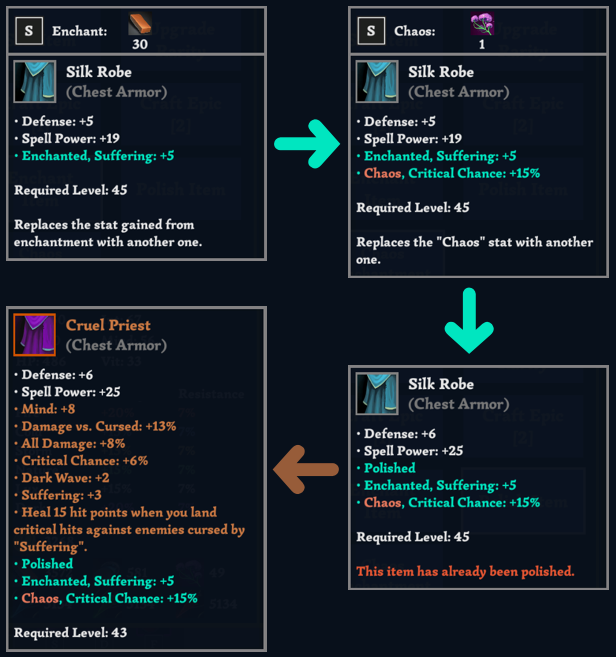 S Enchant:
30
Silk Robe
(Chest Armor)
· Defense: +5
· Spell Power: +19
· Enchanted, Suffering: +5
Required Level: 45
Replaces the stat gained from
enchantment with another one.
S Chaos:
1
Silk Robe
(Chest Armor)
· Defense: +5
· Spell Power: +19
· Enchanted, Suffering: +5
· Chaos, Critical Chance: +15%
Required Level: 45
Replaces the "Chaos" stat with another
one.
Silk Robe
(Chest Armor)
· Defense: +6
· Spell Power: +25
· Polished
· Enchanted, Suffering: +5
· Chaos, Critical Chance: +15%
Required Level: 45
This item has already been polished.
Cruel Priest
(Chest Armor)
· Defense: +6
· Spell Power: +25
· Mind: +8
· Damage vs. Cursed: +13%
· All Damage: +8%
· Critical Chance: +6%
· Dark Wave: +2
· Suffering: +3
· Heal 15 hit points when you land
critical hits against enemies cursed by
"Suffering".
· Polished
· Enchanted, Suffering: +5
· Chaos, Critical Chance: +15%
Required Level: 43